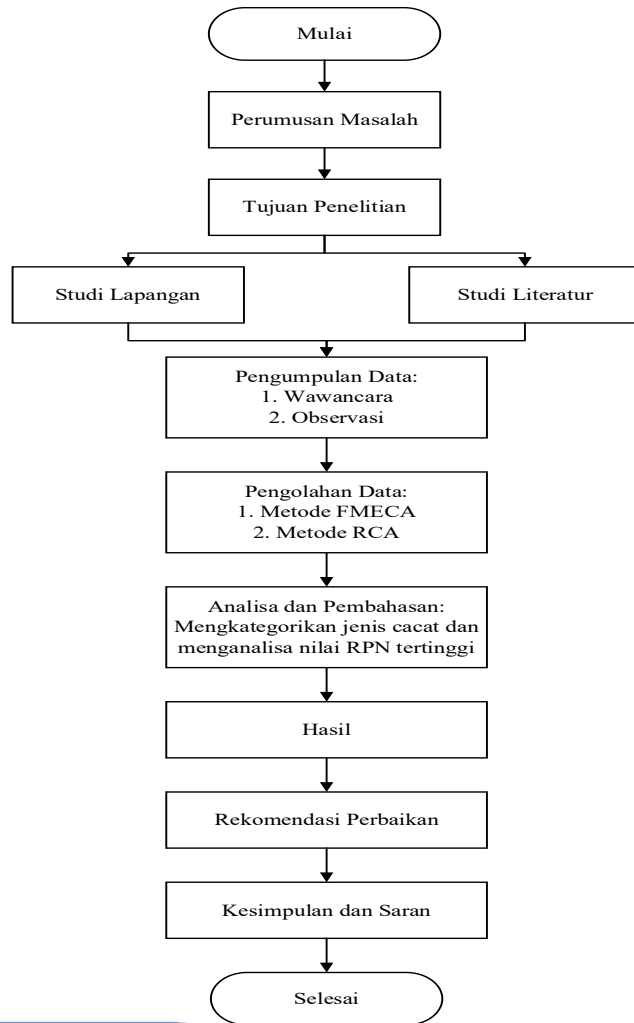 Mulai
Perumusan Masalah
Tujuan Penelitian
Studi Lapangan
Studi Literatur
Pengumpulan Data:
1. Wawancara
2. Observasi
Pengolahan Data:
1. Metode FMECA
2. Metode RCA
Analisa dan Pembahasan:
Mengkategorikan jenis cacat dan
menganalisa nilai RPN tertinggi
Hasil
Rekomendasi Perbaikan
Kesimpulan dan Saran
Selesai